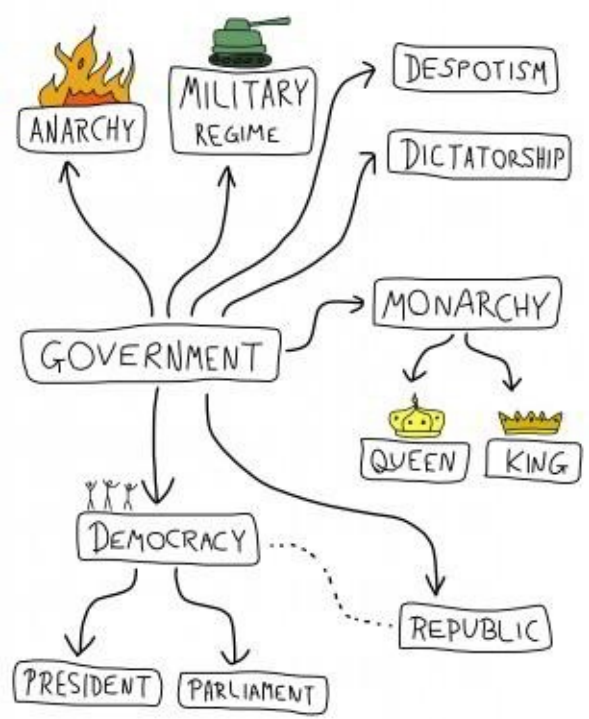 DESPOTISM
ANARCHY
MILITARY
REGIME
DICTATORSHIP
MONARCHY
GOVERNMENT
QUEEN
KING
DEMOCRACY
REPUBLIC
PRESIDENT
PARLIAMENT